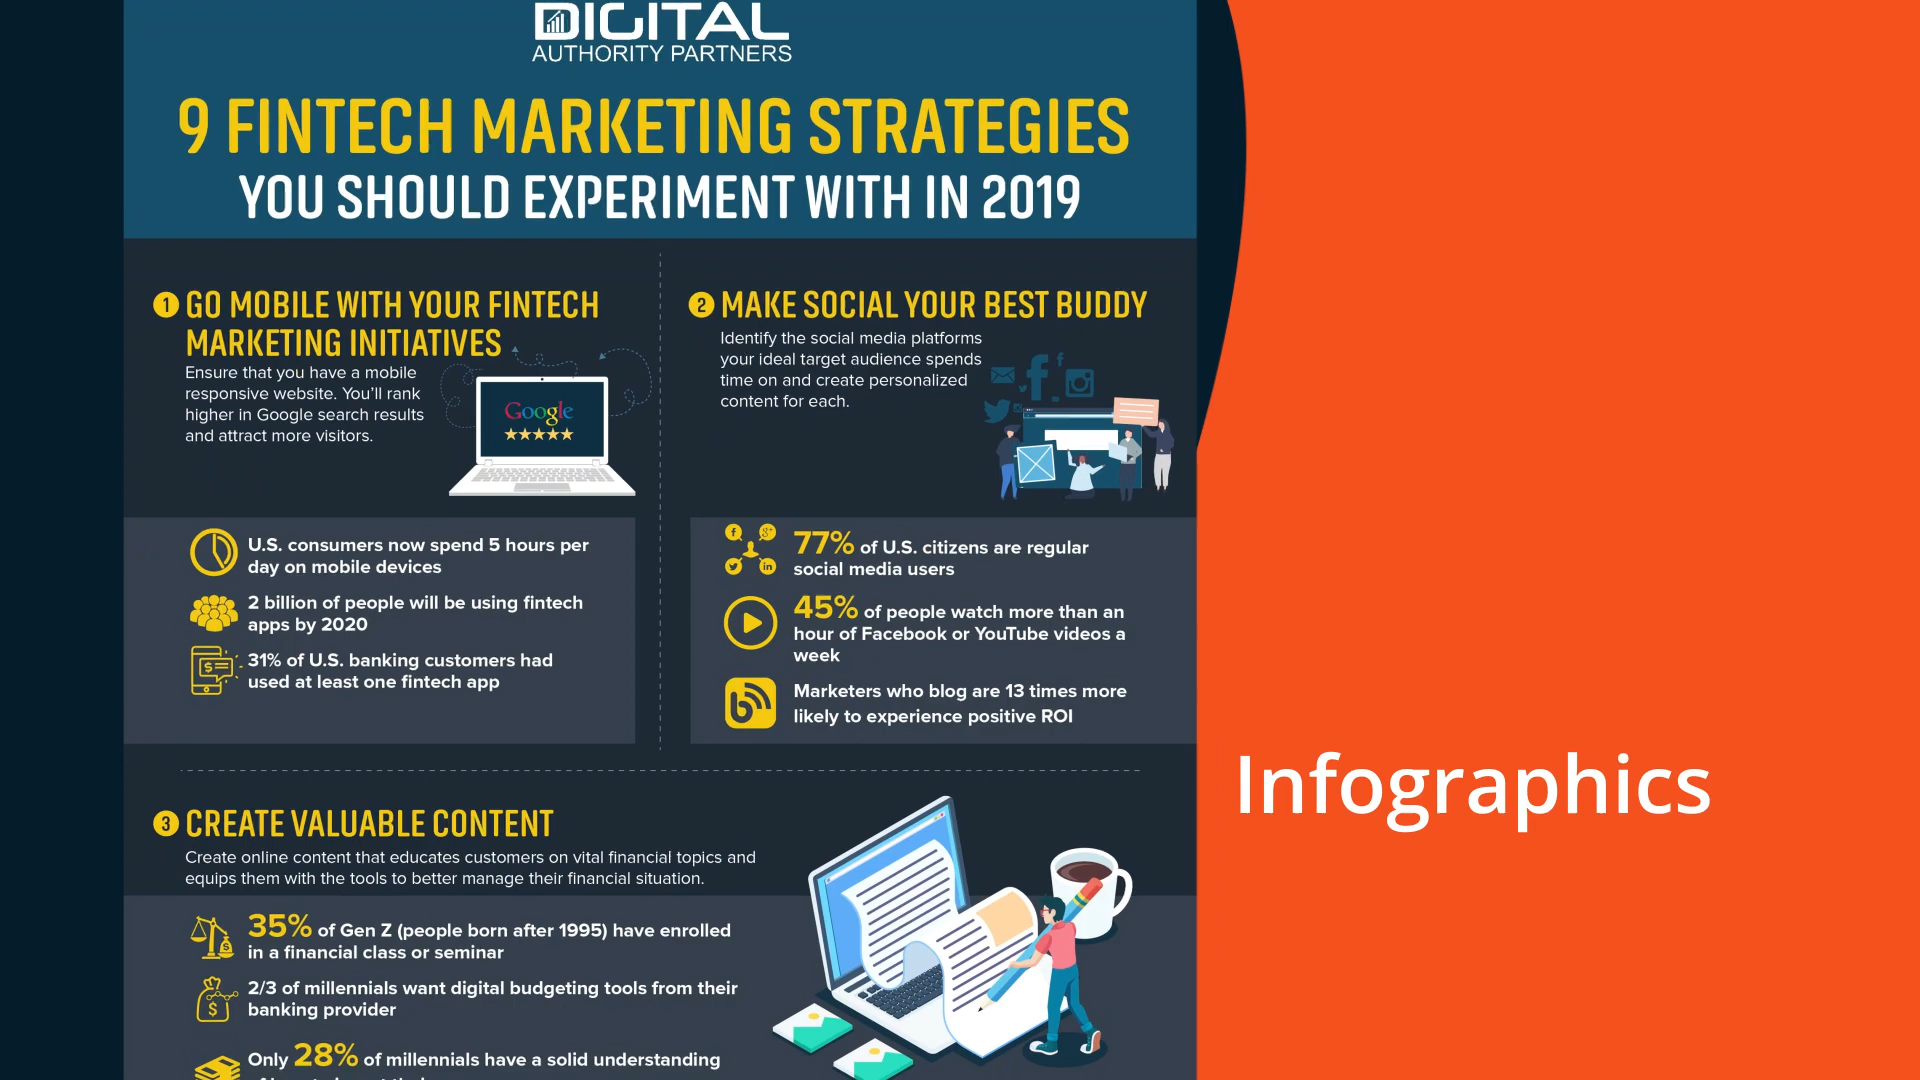 DIGITAL
AUTHORITY PARTNERS
9 FINTECH MARKETING STRATEGIES
YOU SHOULD EXPERIMENT WITH IN 2019
1 GO MOBILE WITH YOUR FINTECH
MARKETING INITIATIVES
Ensure that you have a mobile
responsive website. You'll rank
higher in Google search results
and attract more visitors.
Google
U.S. consumers now spend 5 hours per
day on mobile devices
2 billion of people will be using fintech
apps by 2020
31% of U.S. banking customers had
used at least one fintech app
2 MAKE SOCIAL YOUR BEST BUDDY
Identify the social media platforms
your ideal target audience spends
time on and create personalized
content for each.
77% of U.S. citizens are regular
social media users
45% of people watch more than an
hour of Facebook or YouTube videos a
week
Marketers who blog are 13 times more
likely to experience positive ROI
3 CREATE VALUABLE CONTENT
Create online content that educates customers on vital financial topics and
equips them with the tools to better manage their financial situation.
35% of Gen Z (people born after 1995) have enrolled
in a financial class or seminar
2/3 of millennials want digital budgeting tools from their
banking provider
Only 28% of millennials have a solid understanding
Infographics